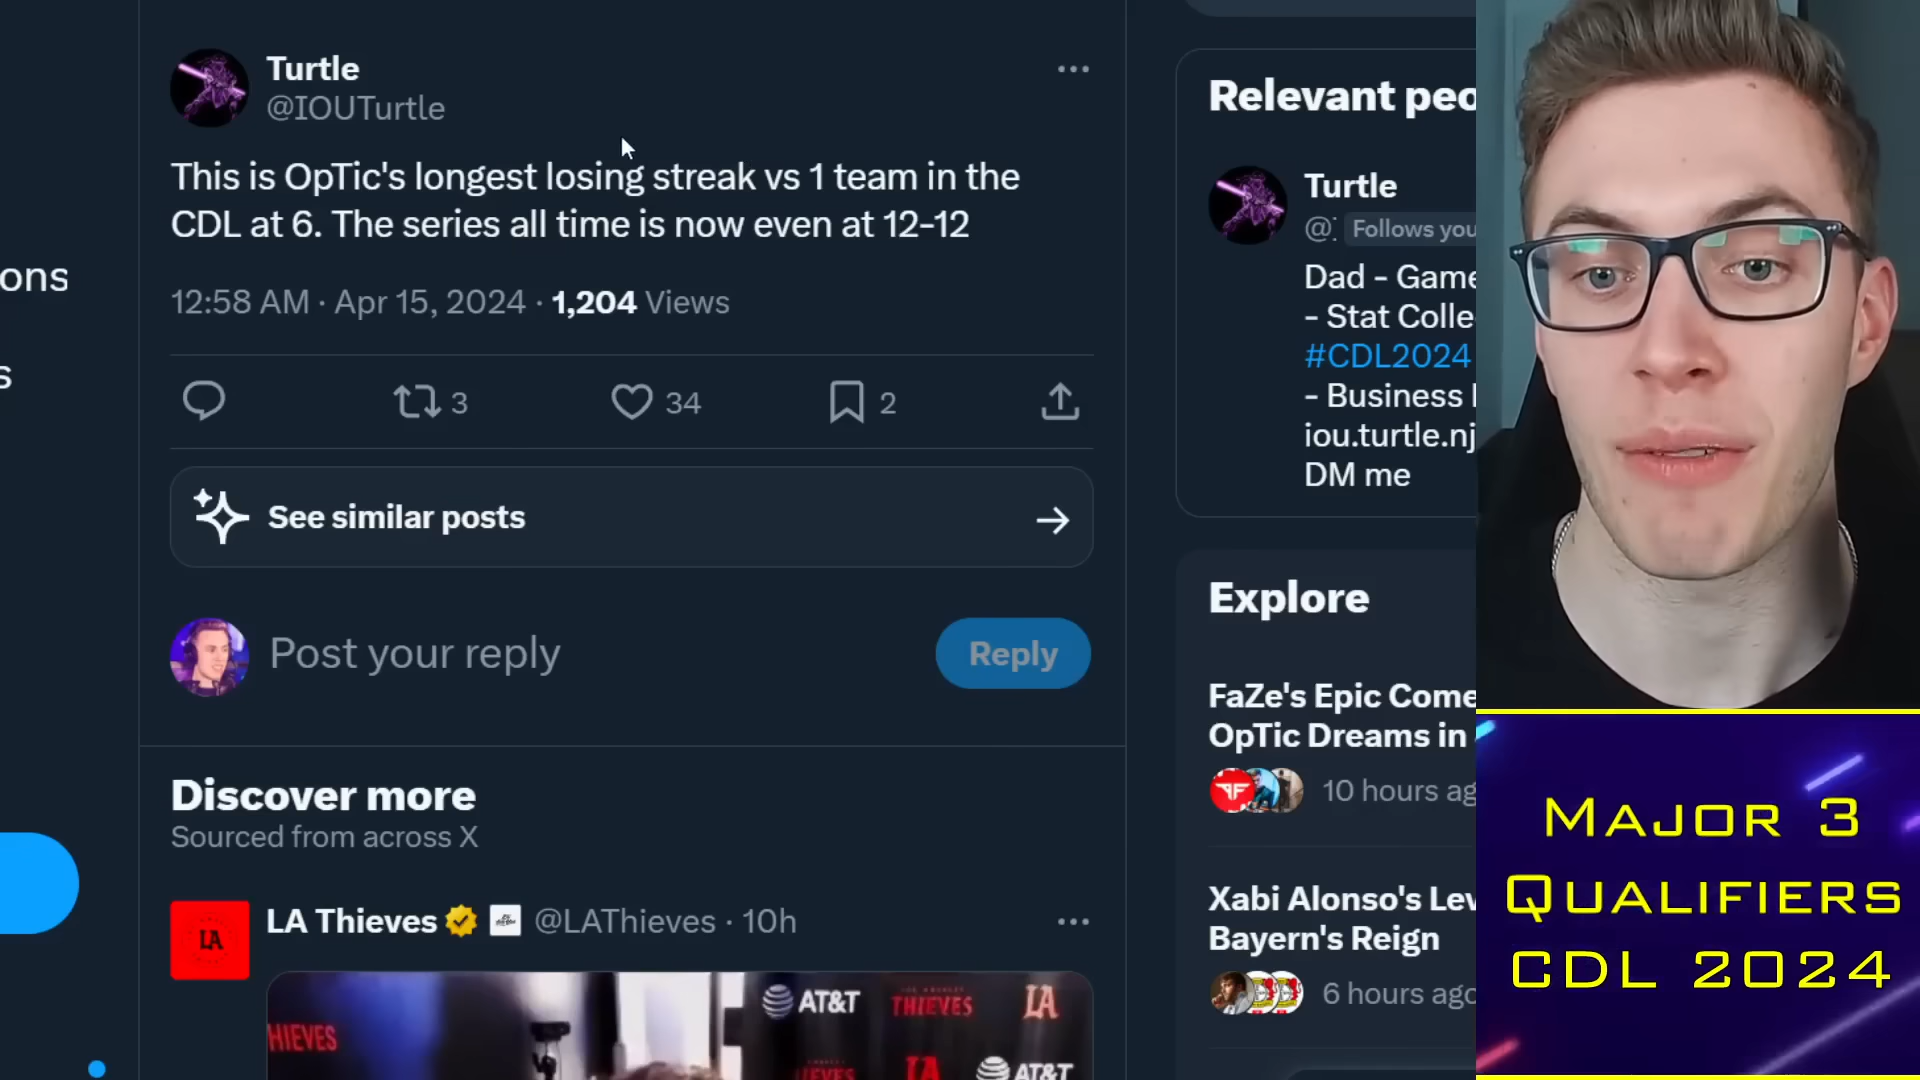 ons
s
Turtle
@IOUTurtle
This is OpTic's longest losing streak vs 1 team in the
CDL at 6. The series all time is now even at 12-12
12:58 AM · Apr 15, 2024 · 1,204 Views
3
34
2
See similar posts
Post your reply
Reply
Discover more
Sourced from across X
LA Thieves @LAThieves · 10h
LA
HIEVES
AT&T
THIEVES
LA
IEVES
LA
AT&T
Relevant peo
Turtle
@
Follows you
Dad - Game
- Stat Colle
#CDL2024
- Business
iou.turtle.nj
DM me
Explore
FaZe's Epic Come
OpTic Dreams in
10 hours ag
Xabi Alonso's Lev
Bayern's Reign
6 hours ago
Major 3
Qualifiers
CDL 2024